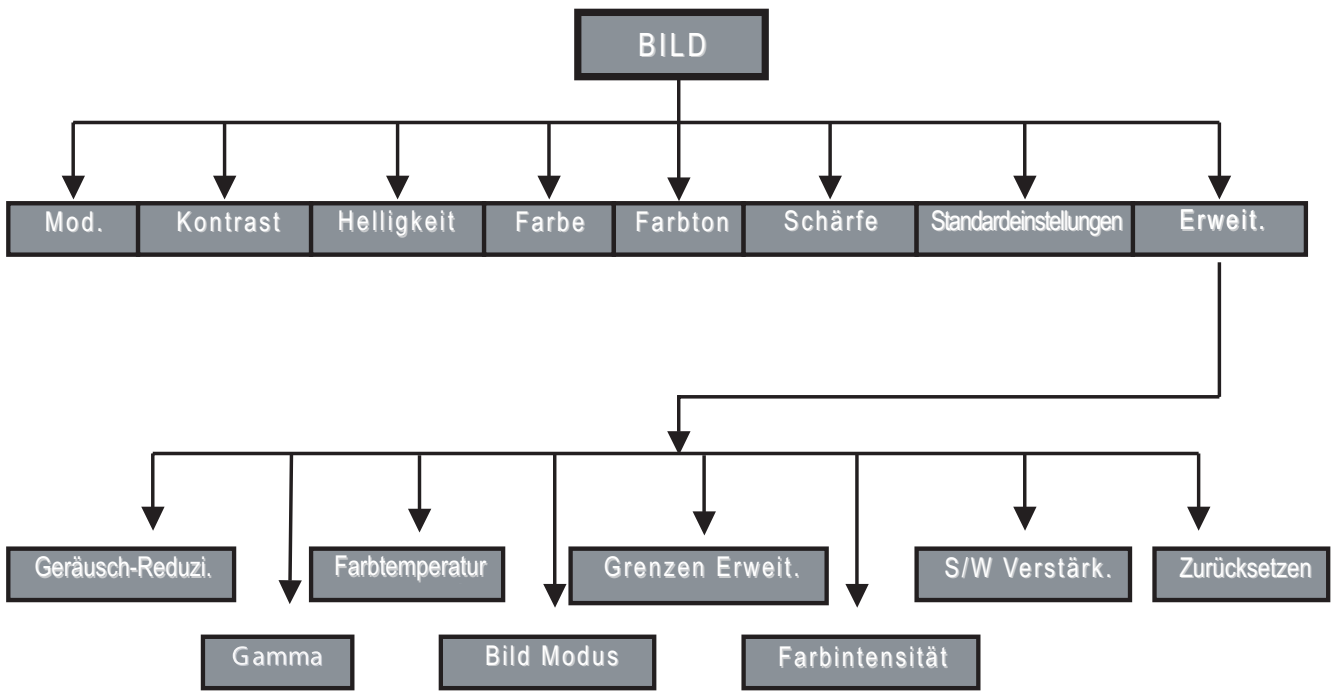 BILD
Mod. Kontrast Helligkeit Farbe Farbton Schärfe Standardeinstellungen Erweit.
Geräusch-Reduzi. Farbtemperatur Grenzen Erweit. S/W Verstärk. Zurücksetzen
Gamma Bild Modus Farbintensität